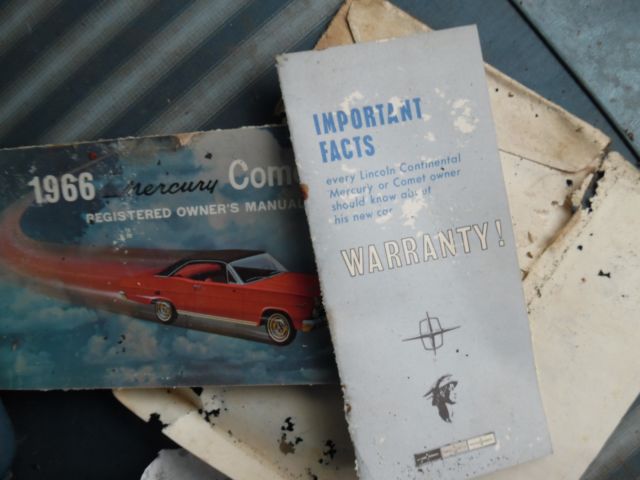 1966 Mercury Come
REGISTERED OWNER'S MANUAL
IMPORTANT
FACTS
every Lincoln Continental
Mercury or Comet owner
should know about
his new car
WARRANTY!